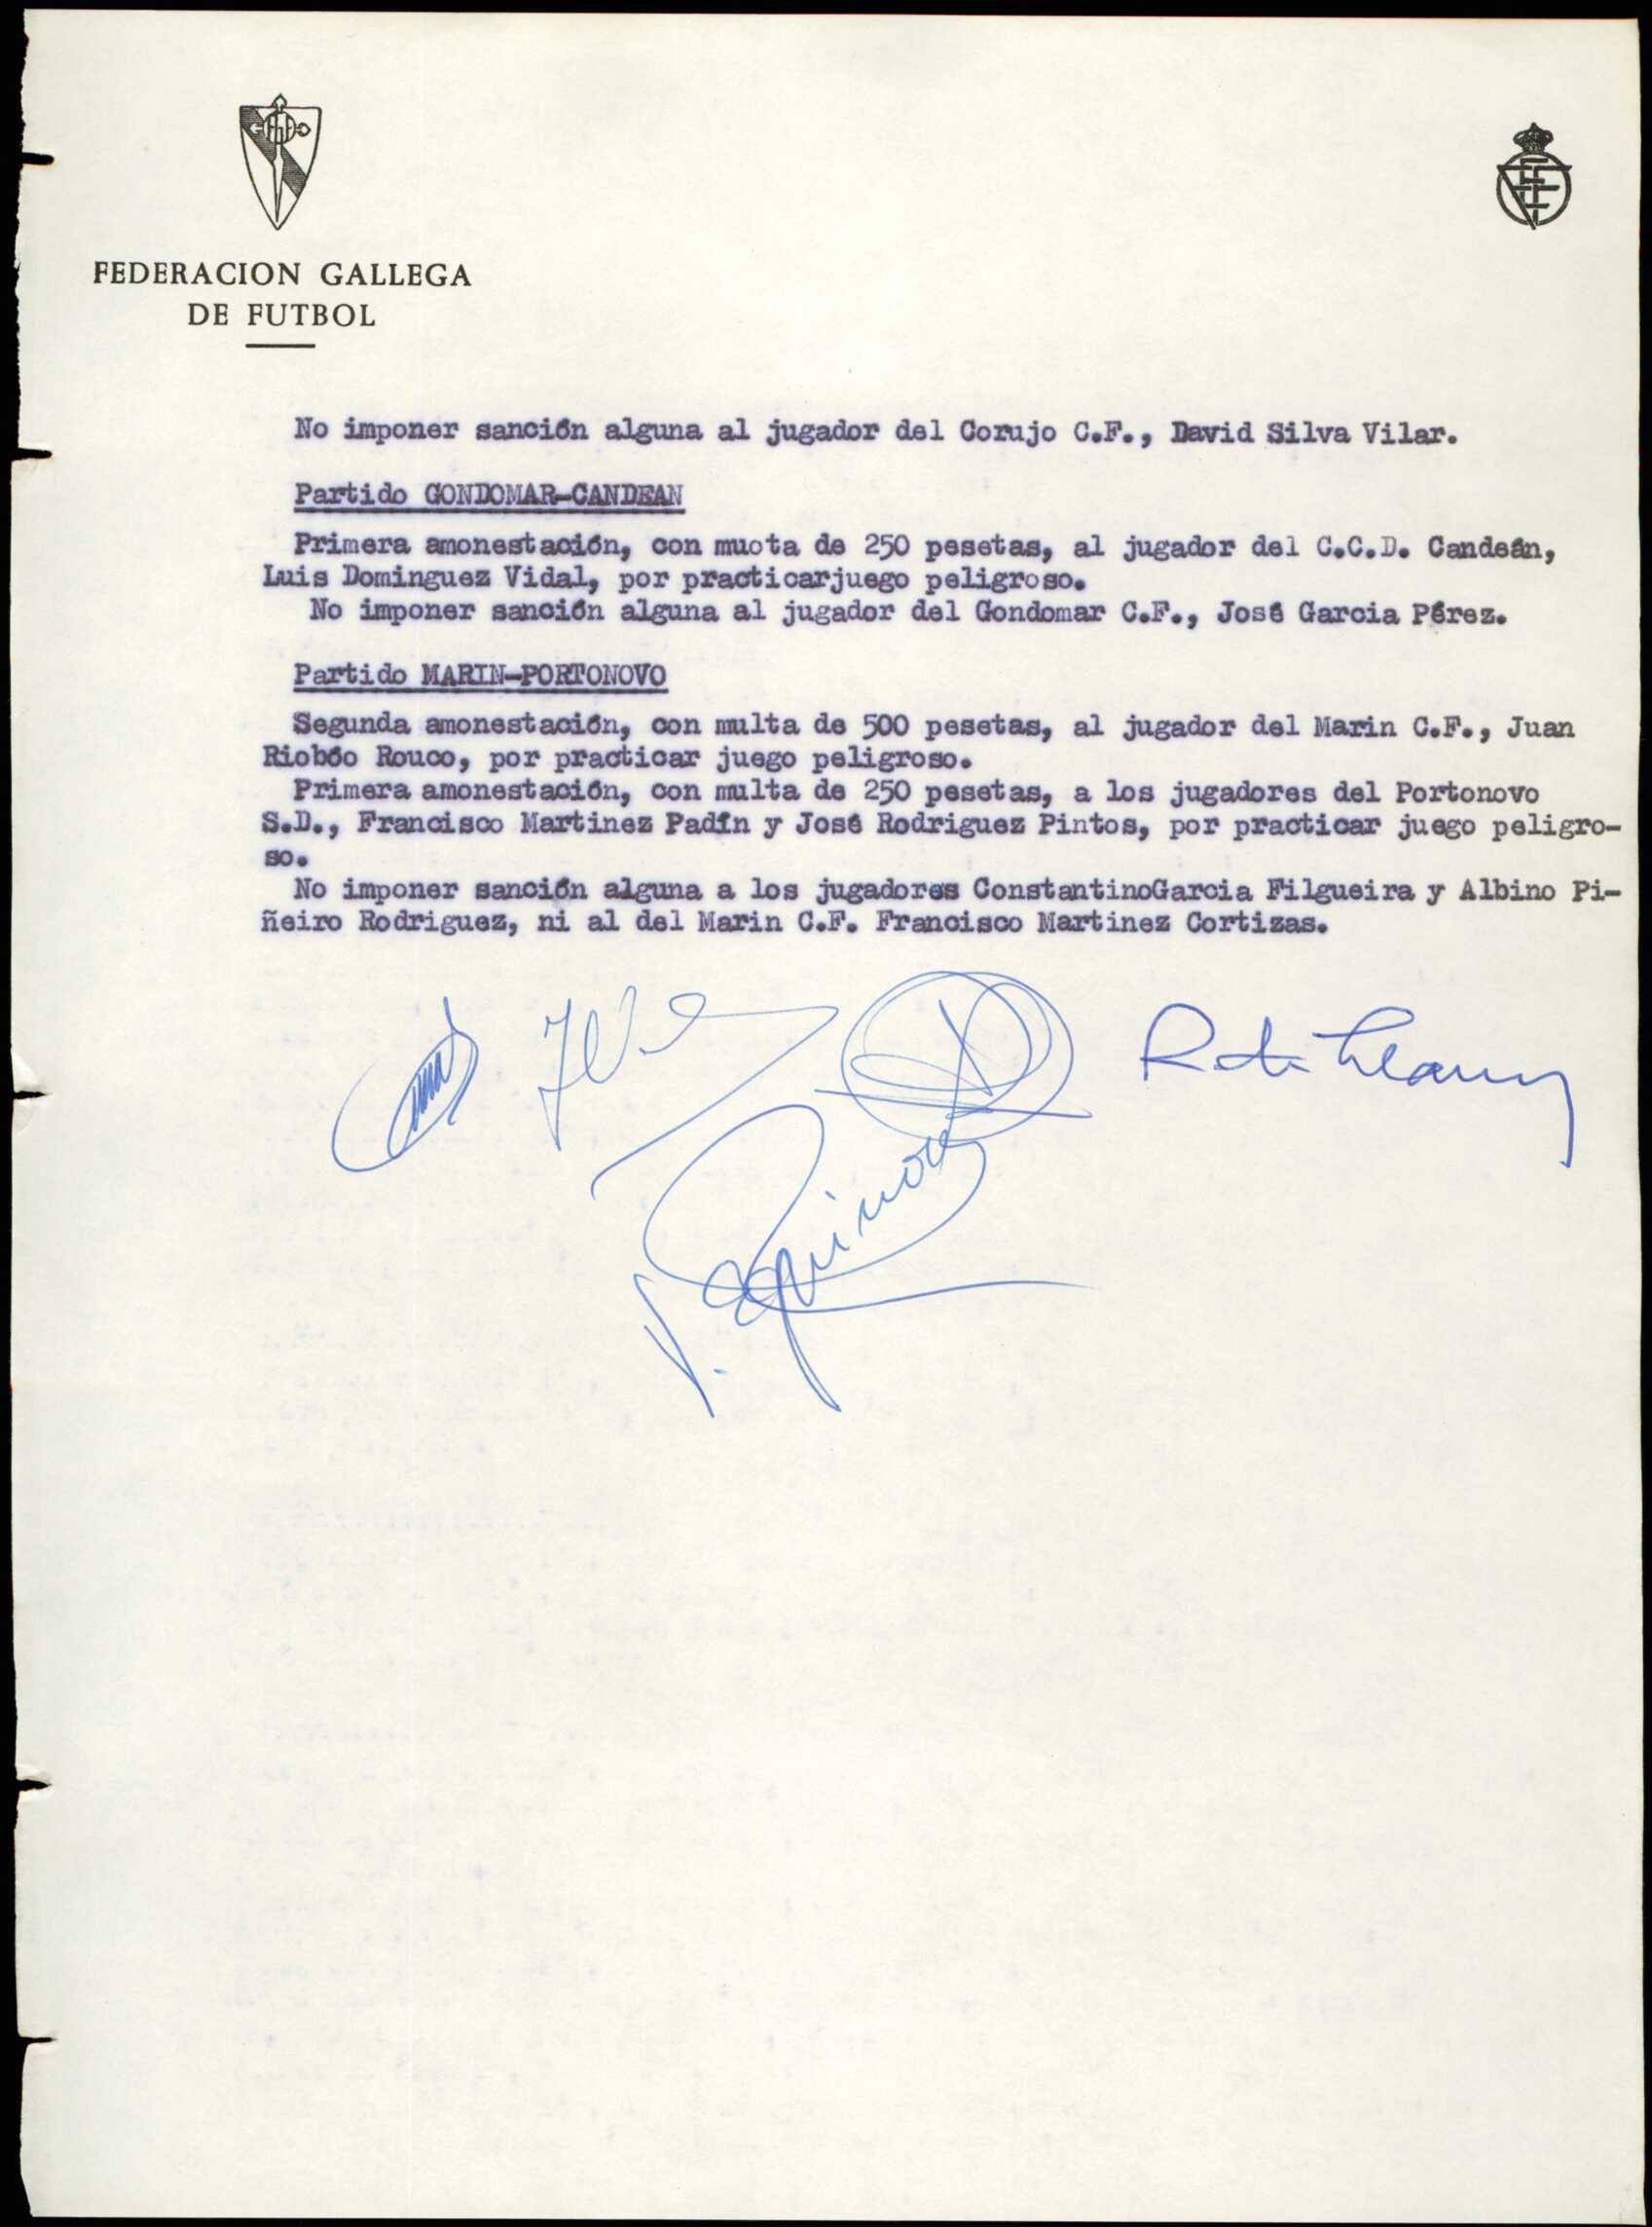 FEDERACION GALLEGA
DE FUTBOL
No imponer sanción alguna al jugador del Corujo C.F., David Silva Vilar.
Partido GONDOMAR-CANDEAN
Primera amonestación, con muota de 250 pesetas, al jugador del C.C.D. Candeán,
Luis Dominguez Vidal, por practicarjuego peligroso.
No imponer sanción alguna al jugador del Gondomar C.F., José Garcia Pérez.
Partido MARIN-PORTONOVO
Segunda amonestación, con multa de 500 pesetas, al jugador del Marin C.F., Juan
Riobóo Rouco, por practicar juego peligroso.
Primera amonestación, con multa de 250 pesetas, a los jugadores del Portonovo
S.D., Francisco Martinez Padín y José Rodriguez Pintos, por practicar juego peligro-
so.
No imponer sanción alguna a los jugadores ConstantinoGarcia Filgueira y Albino Pi-
ñeiro Rodriguez, ni al del Marin C.F. Francisco Martinez Cortizas.